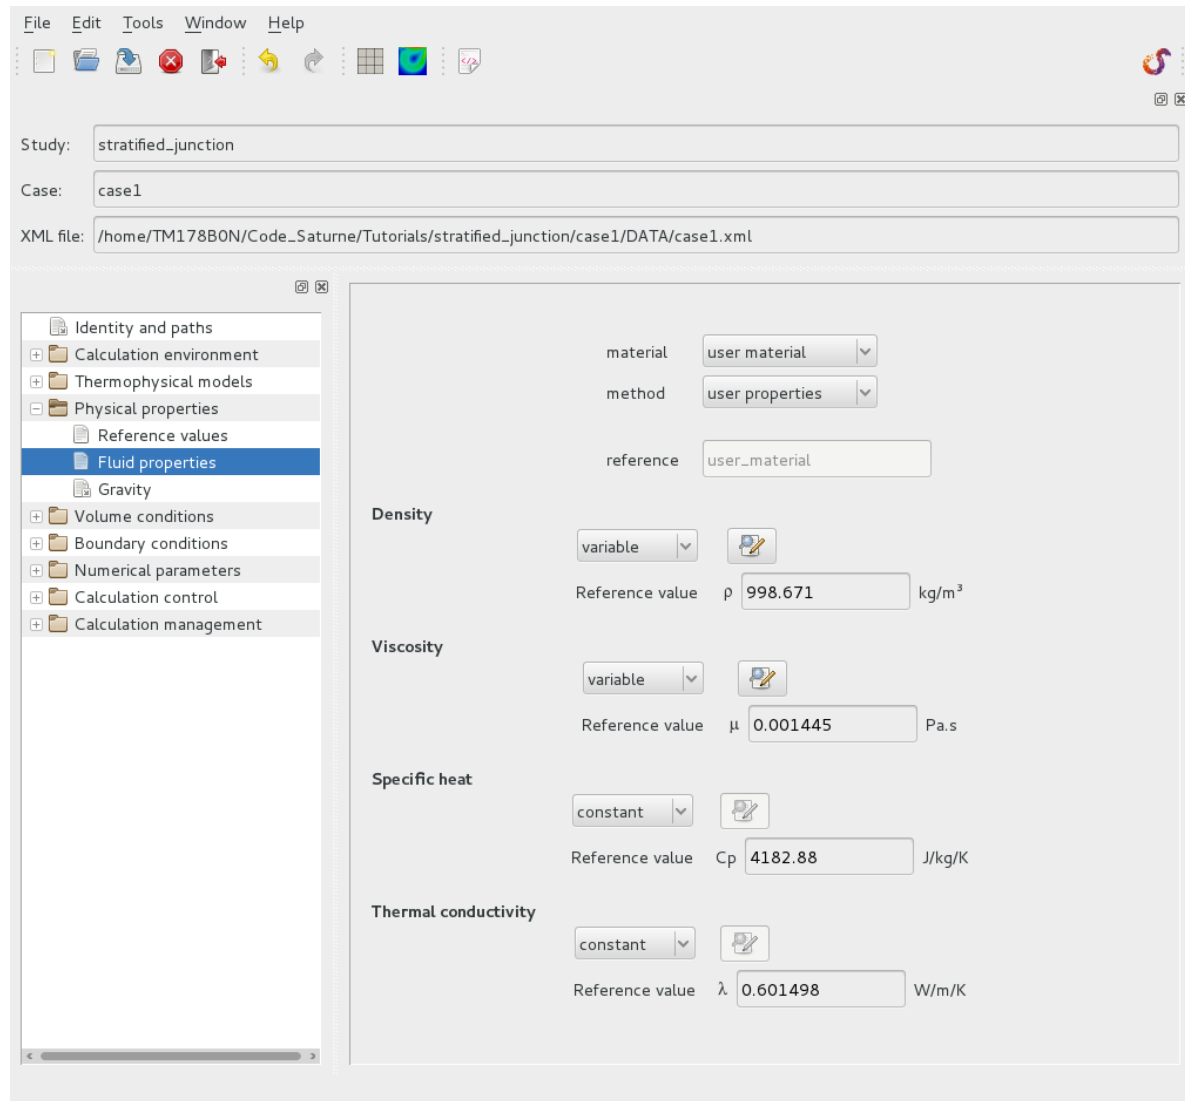 File Edit Tools Window Help
Study: stratified_junction
Case: case1
XML file: /home/TM178B0N/Code_Saturne/Tutorials/stratified_junction/case1/DATA/case1.xml
Identity and paths
Calculation environment
Thermophysical models
Physical properties
Reference values
Fluid properties
Gravity
Volume conditions
Boundary conditions
Numerical parameters
Calculation control
Calculation management
material user material
method user properties
reference user_material
Density
variable
Reference value ρ 998.671 kg/m³
Viscosity
variable
Reference value μ 0.001445 Pa.s
Specific heat
constant
Reference value Cp 4182.88 J/kg/K
Thermal conductivity
constant
Reference value λ 0.601498 W/m/K